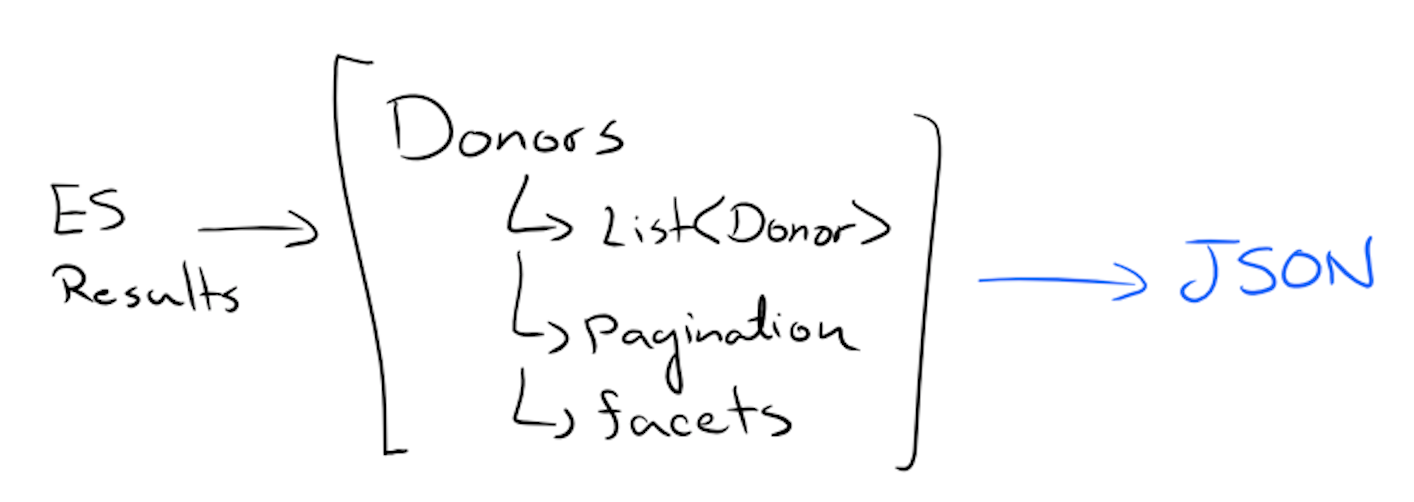 ES
Results
Donors
List<Donor>
Pagination
facets
JSON